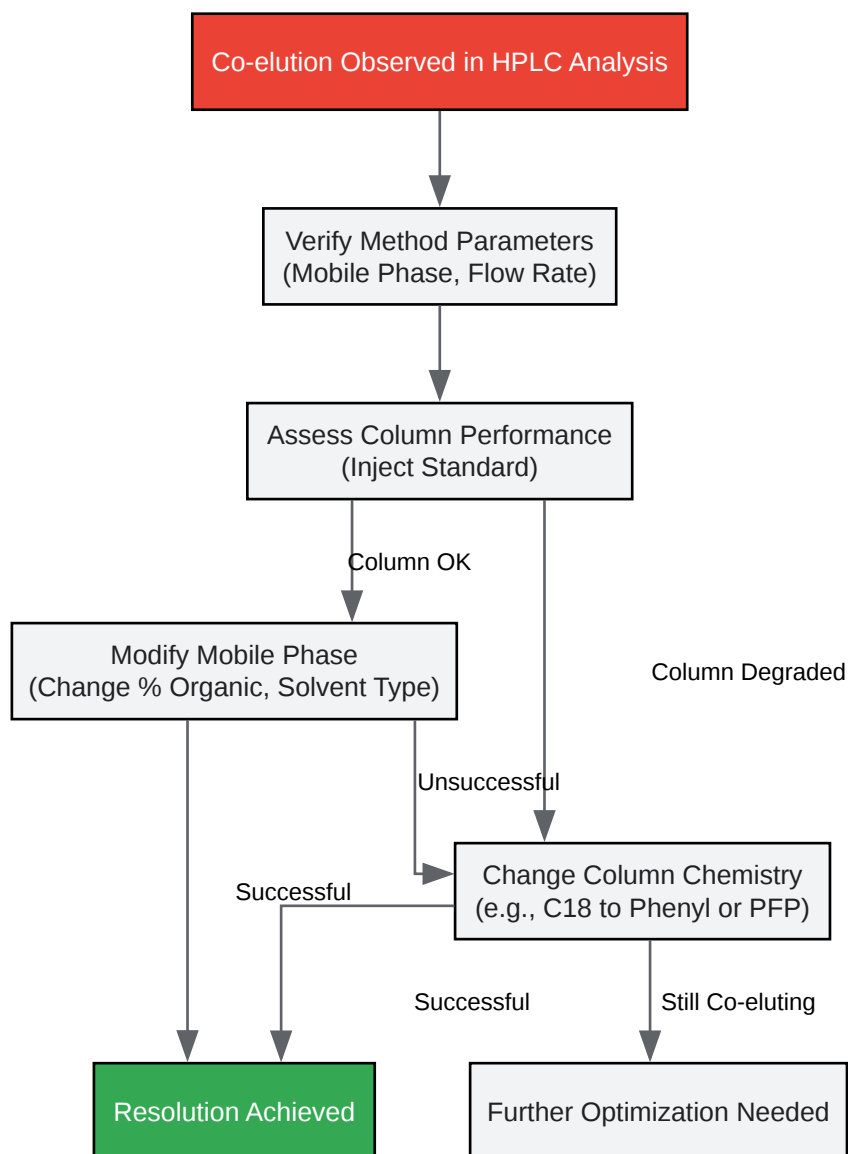 Co-elution Observed in HPLC Analysis
Verify Method Parameters
(Mobile Phase, Flow Rate)
Assess Column Performance
(Inject Standard)
Column OK
Modify Mobile Phase
(Change % Organic, Solvent Type)
Column Degraded
Unsuccessful
Change Column Chemistry
(e.g., C18 to Phenyl or PFP)
Successful
Successful
Still Co-eluting
Resolution Achieved
Further Optimization Needed